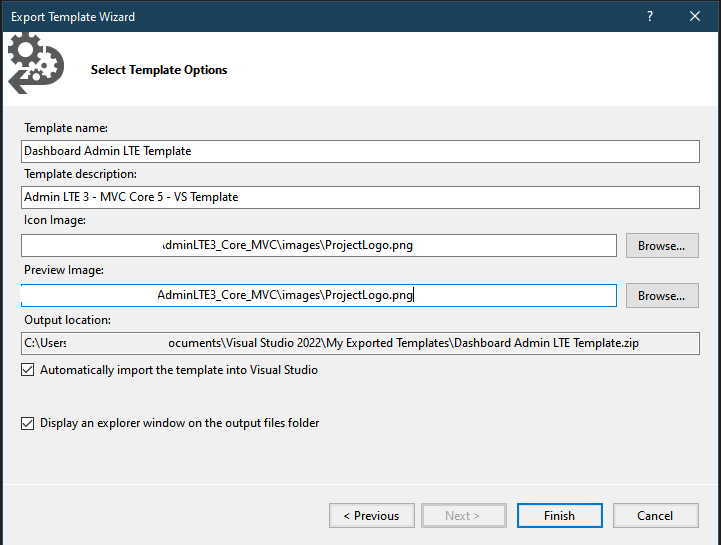 Export Template Wizard
?
Select Template Options
Template name:
Dashboard Admin LTE Template
Template description:
Admin LTE 3 - MVC Core 5 - VS Template
Icon Image:
dminLTE3_Core_MVC\images\ProjectLogo.png
Browse...
Preview Image:
AdminLTE3_Core_MVC\images\ProjectLogo.png
Browse...
Output location:
C:\Users ocuments\Visual Studio 2022\My Exported Templates\Dashboard Admin LTE Template.zip
Automatically import the template into Visual Studio
Display an explorer window on the output files folder
< Previous
Next >
Finish
Cancel